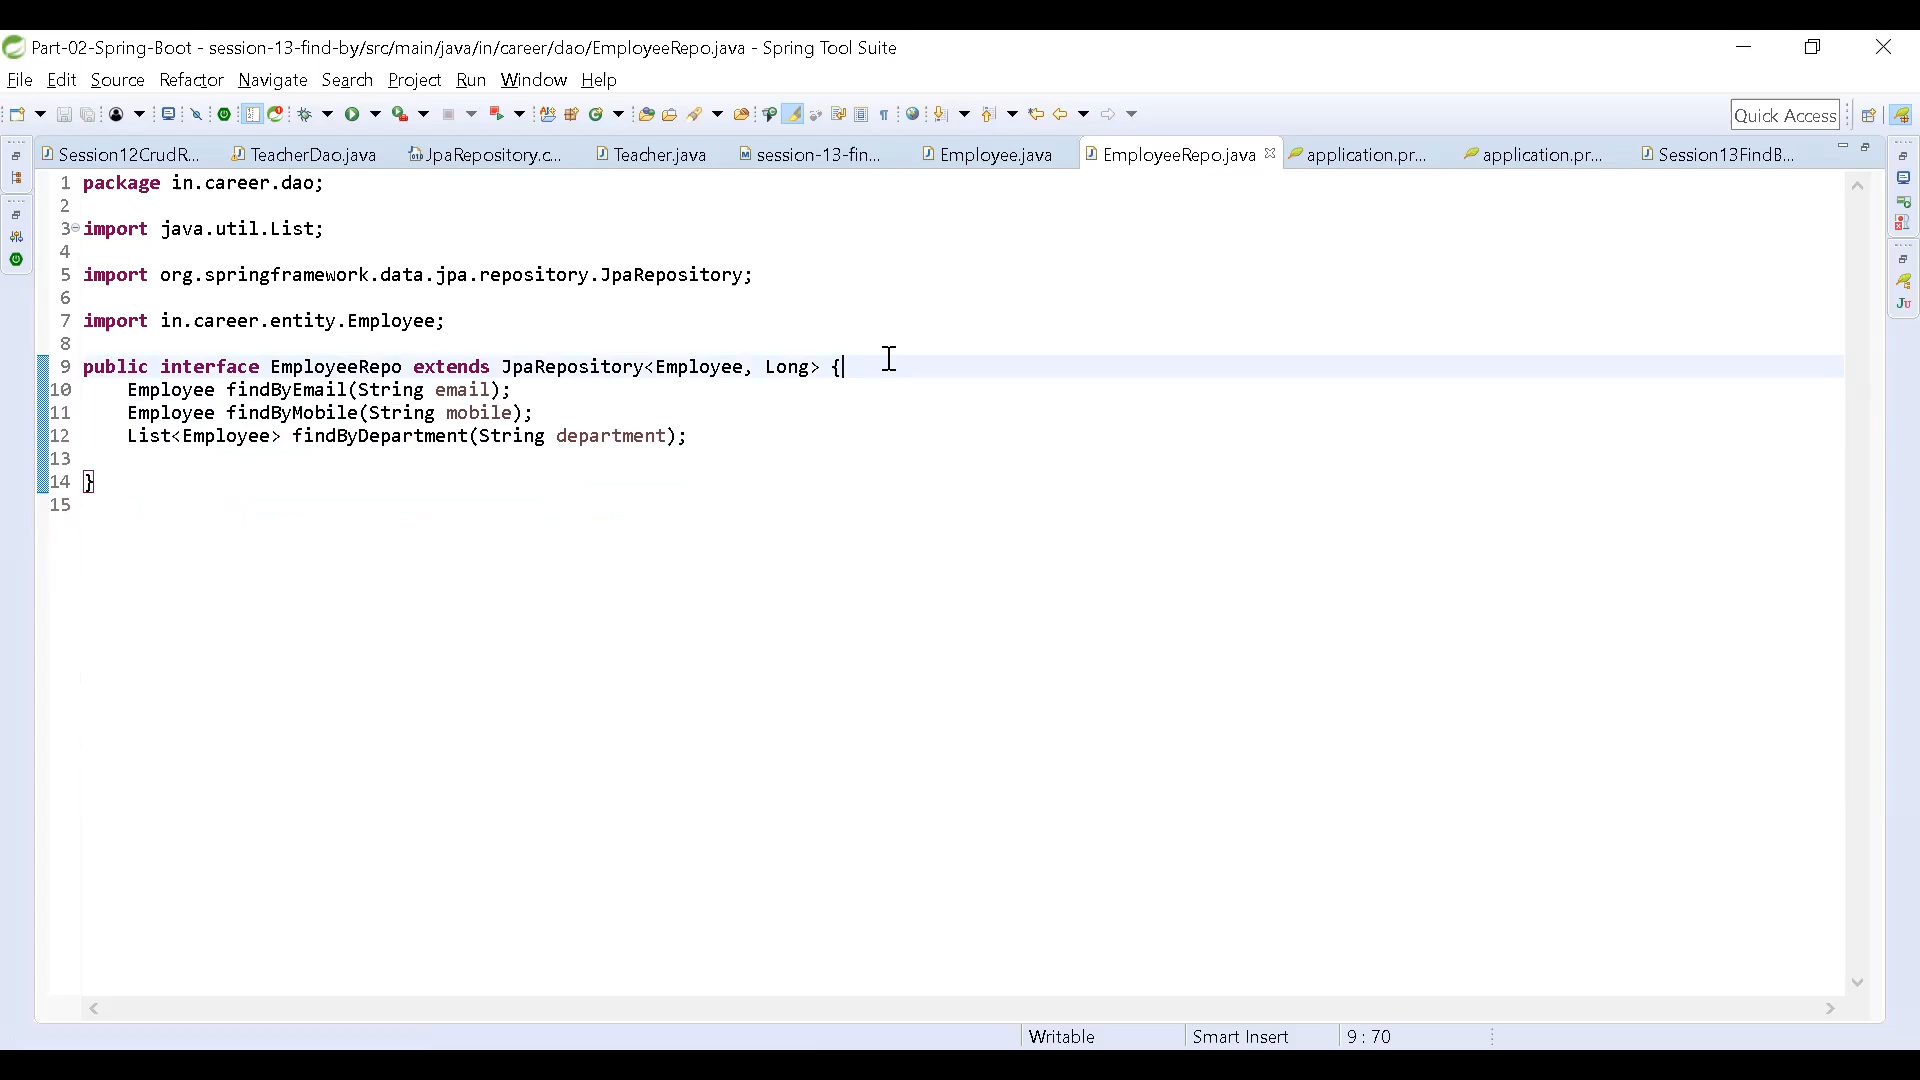 Part-02-Spring-Boot - session-13-find-by/src/main/java/in/career/dao/EmployeeRepo.java - Spring Tool Suite
File Edit Source Refactor Navigate Search Project Run Window Help
Quick Access
Session12CrudR... TeacherDao.java JpaRepository.c... Teacher.java session-13-fin... Employee.java EmployeeRepo.java application.pr... application.pr... Session13FindB...
1 package in.career.dao;
2
3 import java.util.List;
4
5 import org.springframework.data.jpa.repository.JpaRepository;
6
7 import in.career.entity.Employee;
8
9 public interface EmployeeRepo extends JpaRepository<Employee, Long> {
10 Employee findByEmail(String email);
11 Employee findByMobile(String mobile);
12 List<Employee> findByDepartment(String department);
13
14 }
15
Writable Smart Insert 9 : 70